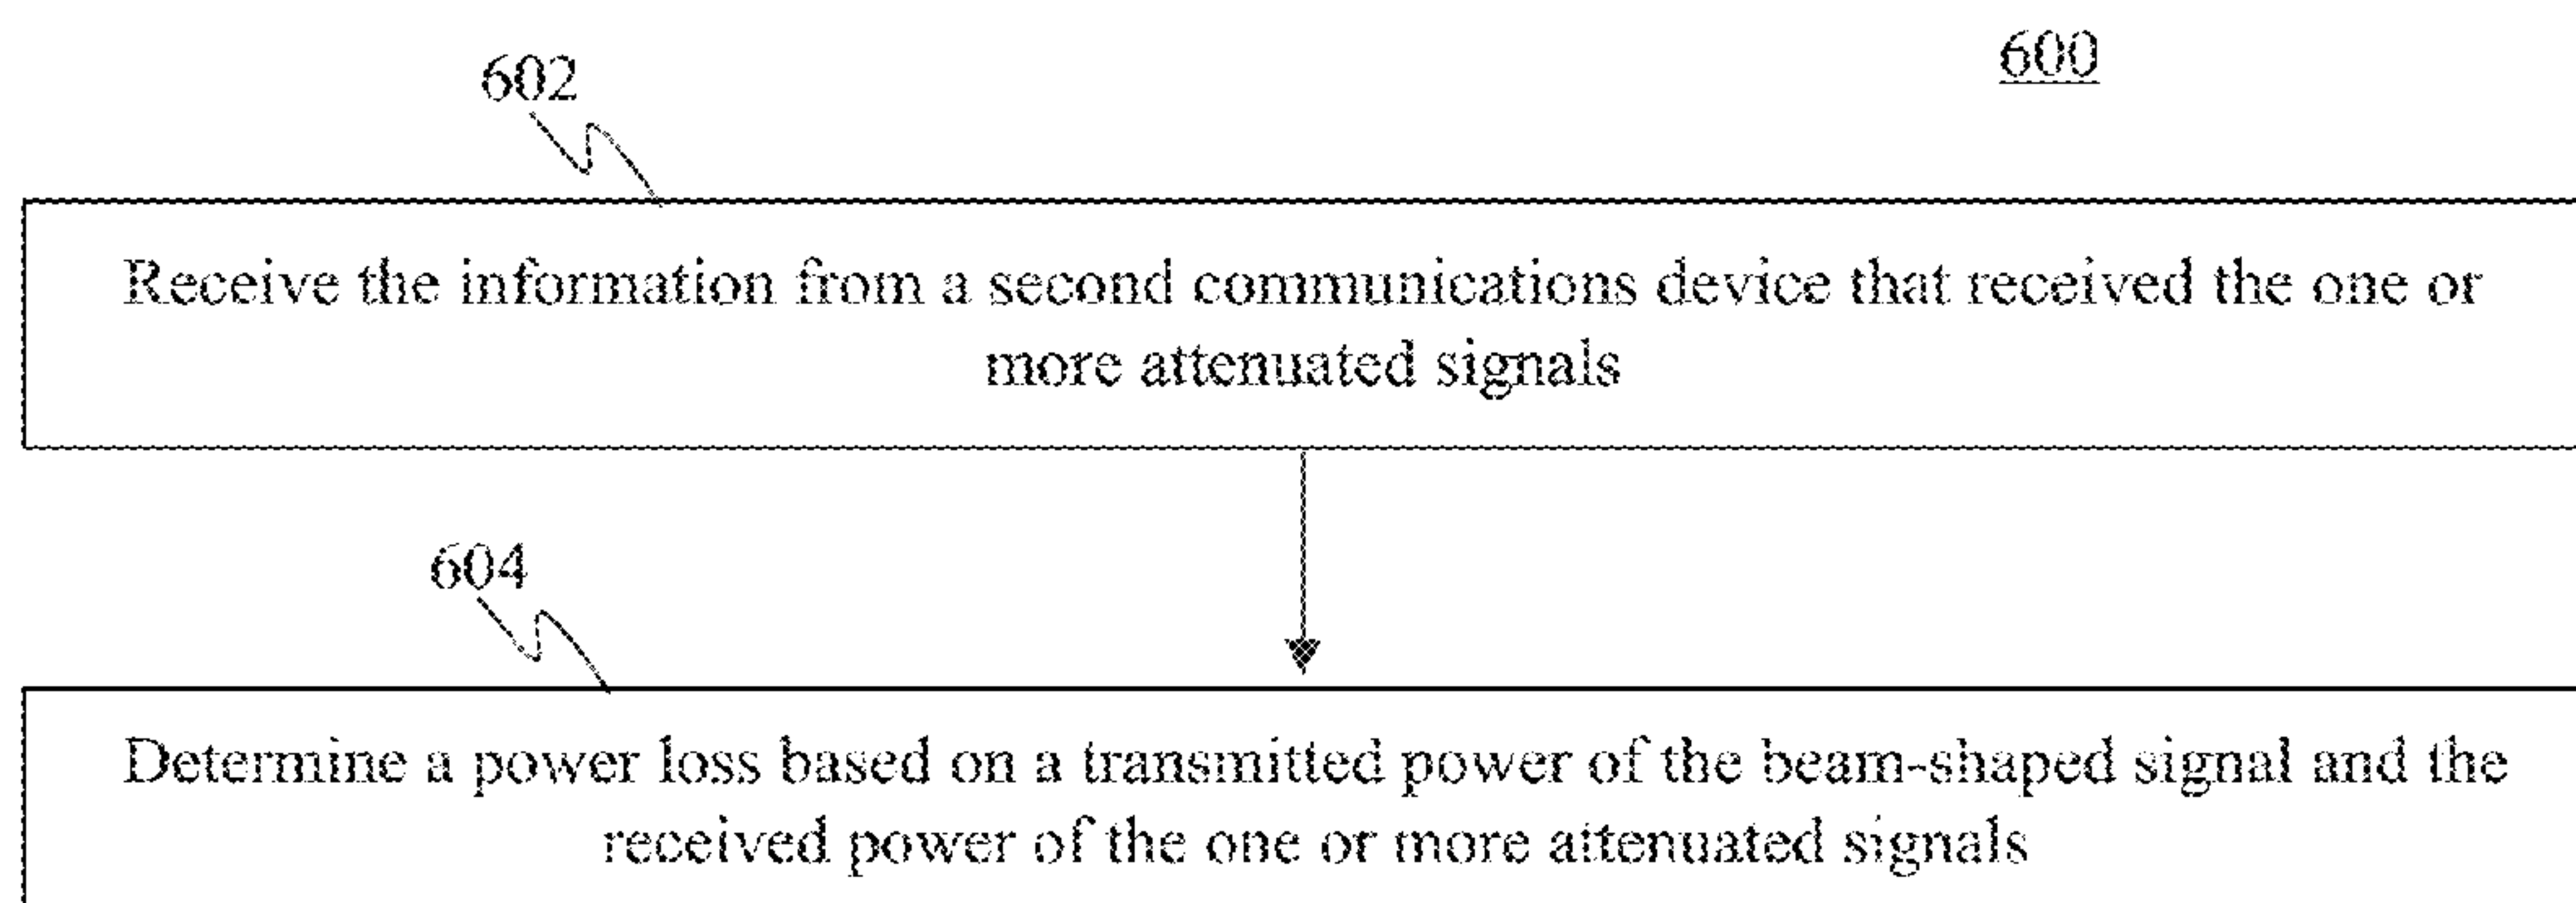 600
602
Receive the information from a second communications device that received the one or
more attenuated signals
604
Determine a power loss based on a transmitted power of the beam-shaped signal and the
received power of the one or more attenuated signals